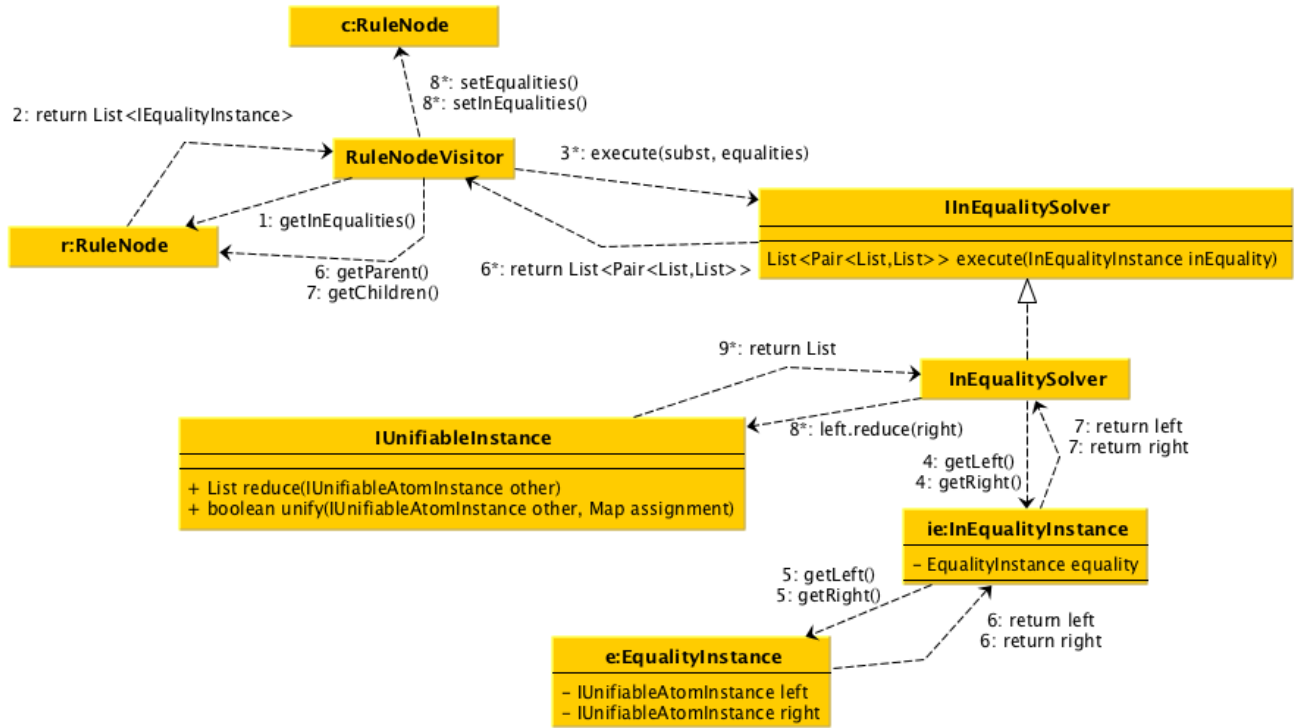 c:RuleNode
8*: setEqualities()
8*: setInEqualities()
2: return List<IEqualityInstance>
RuleNodeVisitor
3*: execute(subst, equalities)
1: getInEqualities()
r:RuleNode
6: getParent()
7: getChildren()
6*: return List<Pair<List,List>>
IInEqualitySolver
List<Pair<List,List>> execute(InEqualityInstance inEquality)
9*: return List
InEqualitySolver
8*: left.reduce(right)
IUnifiableInstance
+ List reduce(IUnifiableAtomInstance other)
+ boolean unify(IUnifiableAtomInstance other, Map assignment)
7: return left
7: return right
4: getLeft()
4: getRight()
ie:InEqualityInstance
- EqualityInstance equality
5: getLeft()
5: getRight()
6: return left
6: return right
e:EqualityInstance
- IUnifiableAtomInstance left
- IUnifiableAtomInstance right